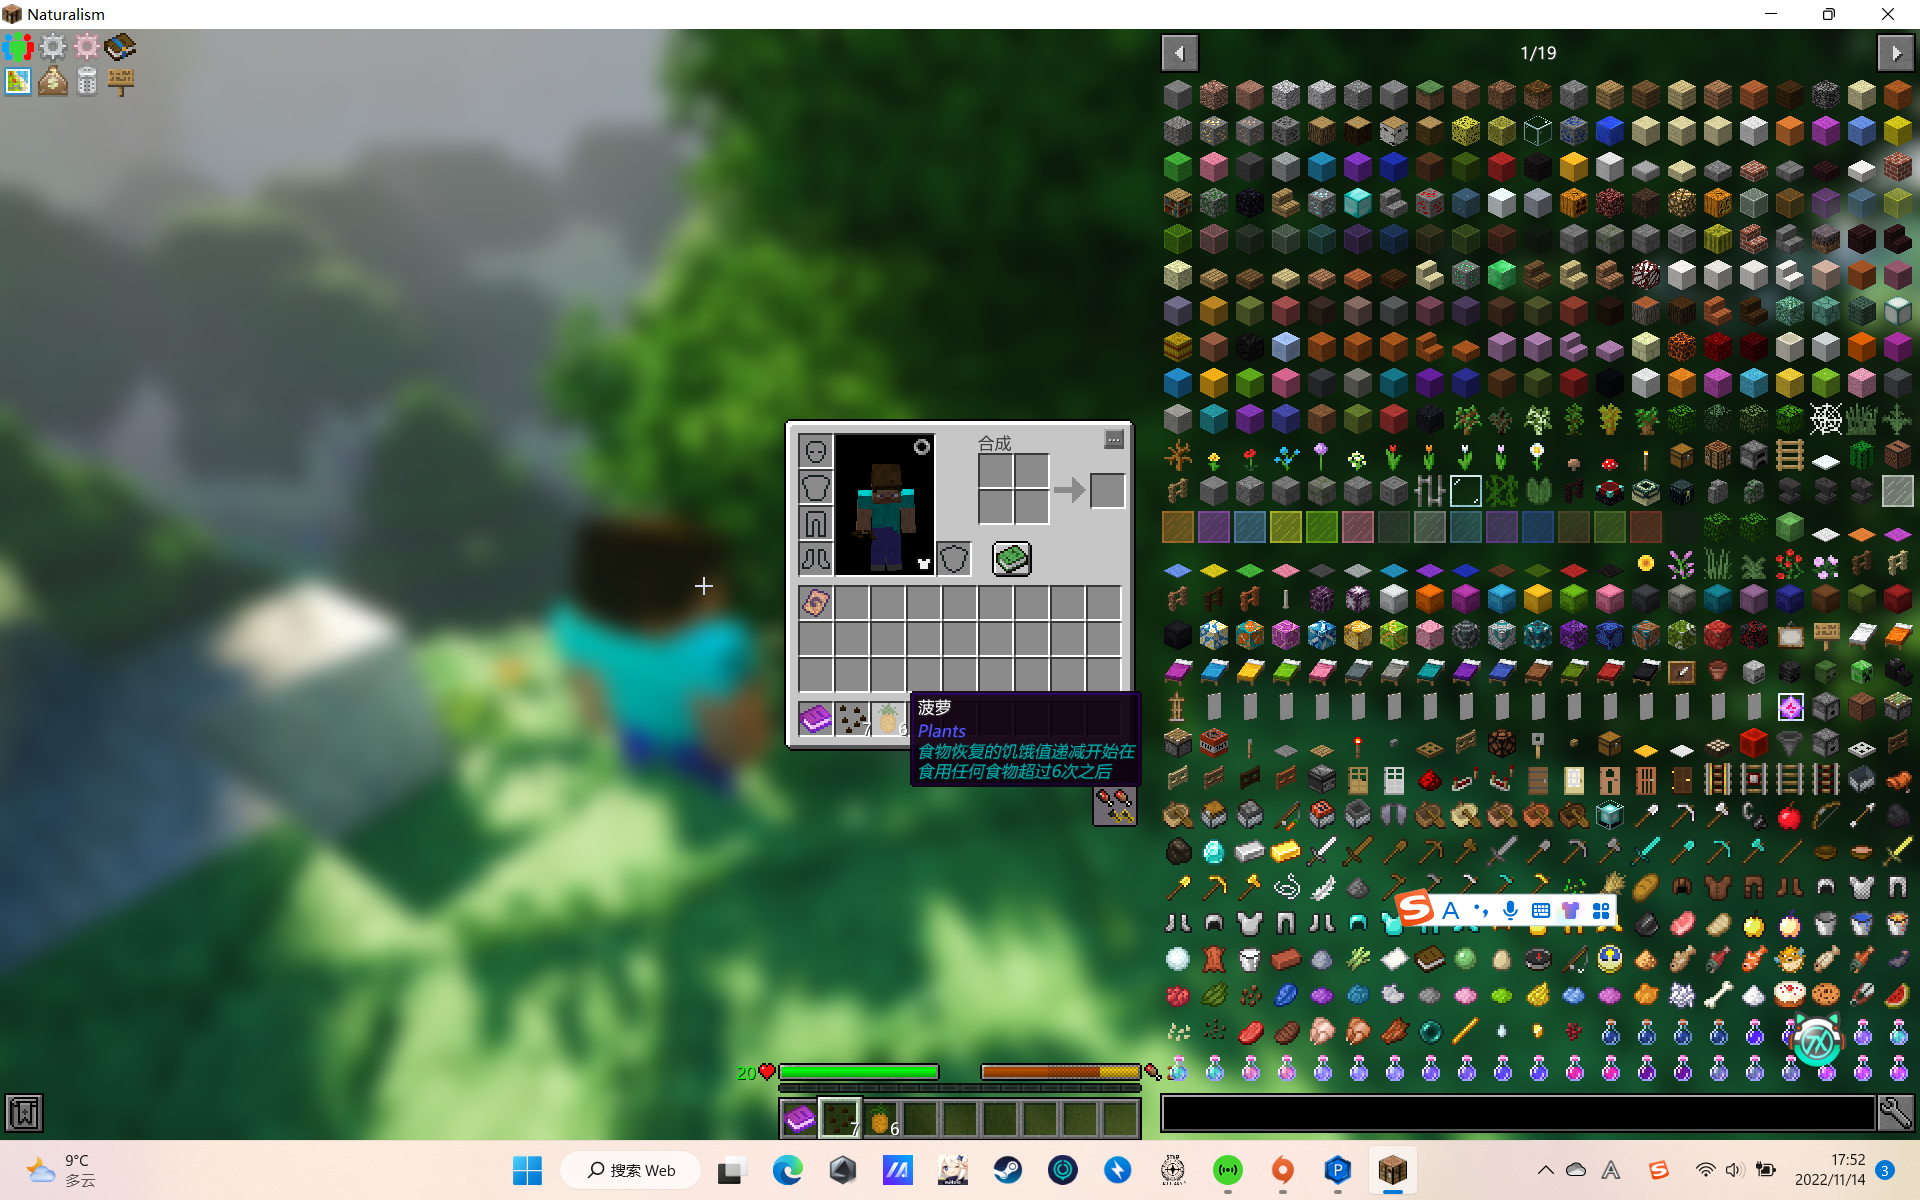 Naturalism
1/19
合成
7
6
菠萝
Plants
食物恢复的饥饿值递减开始在
食用任何食物超过6次之后
20
7
6
9°C
多云
搜索 Web
17:52
2022/11/14
3